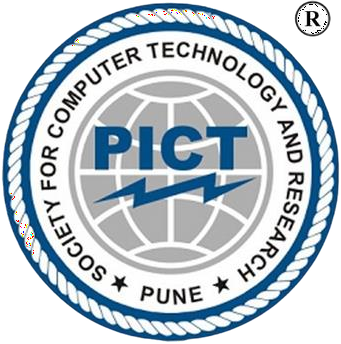 ®
SOCIETY FOR COMPUTER TECHNOLOGY AND RESEARCH
PICT
★ PUNE ★